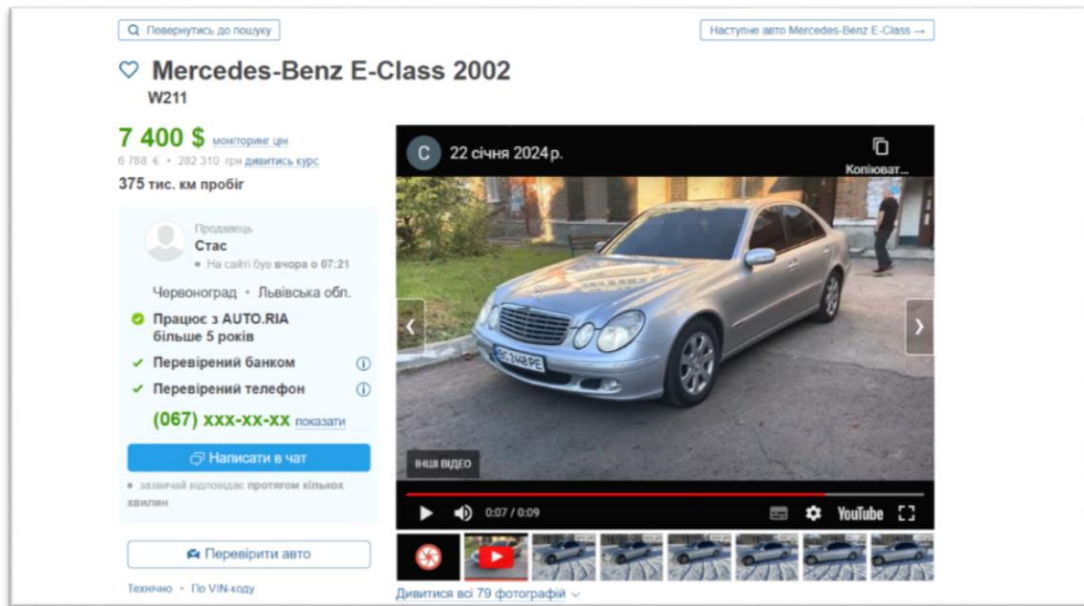 Повернутись до пошуку
Наступне авто Mercedes-Benz E-Class →
Mercedes-Benz E-Class 2002
W211
7 400 $ моніторинг цін
6 788 € • 282 310 грн дивитись курс
375 тис. км пробіг
Продавець
Стас
• На сайті був вчора о 07:21
Червоноград • Львівська обл.
Працює з AUTO.RIA
більше 5 років
Перевірений банком
Перевірений телефон
(067) xxx-xx-xx показати
Написати в чат
• зазвичай відповідає протягом кількох
хвилин
Перевірити авто
Технічно • По VIN-коду
С 22 січня 2024 р.
Копіюват...
BC2448PE
ІНШІ ВІДЕО
0:07 / 0:09
YouTube
Дивитися всі 79 фотографій